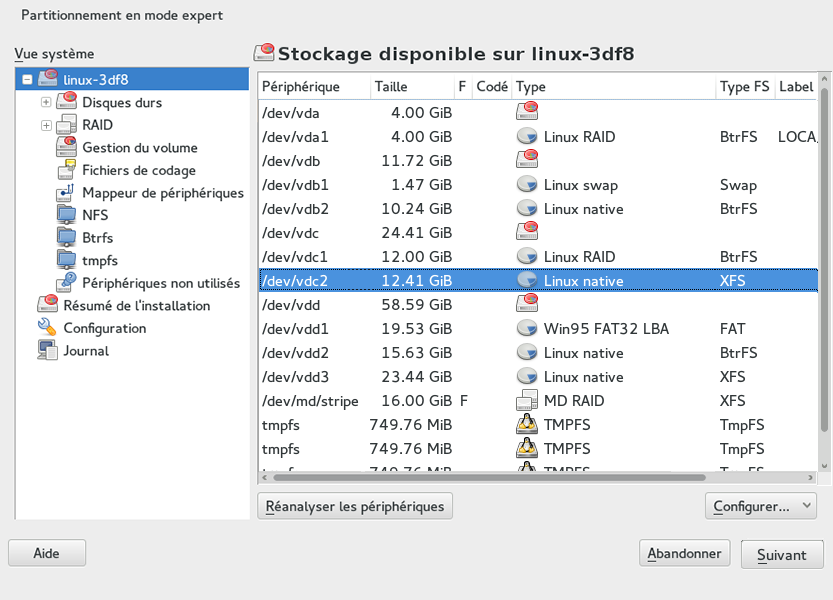 Partitionnement en mode expert
Vue système
linux-3df8
Disques durs
RAID
Gestion du volume
Fichiers de codage
Mappeur de périphériques
NFS
Btrfs
tmpfs
Périphériques non utilisés
Résumé de l'installation
Configuration
Journal
Stockage disponible sur linux-3df8
Périphérique Taille F Codé Type Type FS Label
/dev/vda 4.00 GiB
/dev/vda1 4.00 GiB Linux RAID BtrFS LOCA
/dev/vdb 11.72 GiB
/dev/vdb1 1.47 GiB Linux swap Swap
/dev/vdb2 10.24 GiB Linux native BtrFS
/dev/vdc 24.41 GiB
/dev/vdc1 12.00 GiB Linux RAID BtrFS
/dev/vdc2 12.41 GiB Linux native XFS
/dev/vdd 58.59 GiB
/dev/vdd1 19.53 GiB Win95 FAT32 LBA FAT
/dev/vdd2 15.63 GiB Linux native BtrFS
/dev/vdd3 23.44 GiB Linux native XFS
/dev/md/stripe 16.00 GiB F MD RAID XFS
tmpfs 749.76 MiB TMPFS TmpFS
tmpfs 749.76 MiB TMPFS TmpFS
tmpfs 749.76 MiB TMPFS TmpFS
Réanalyser les périphériques
Configurer...
Aide
Abandonner
Suivant